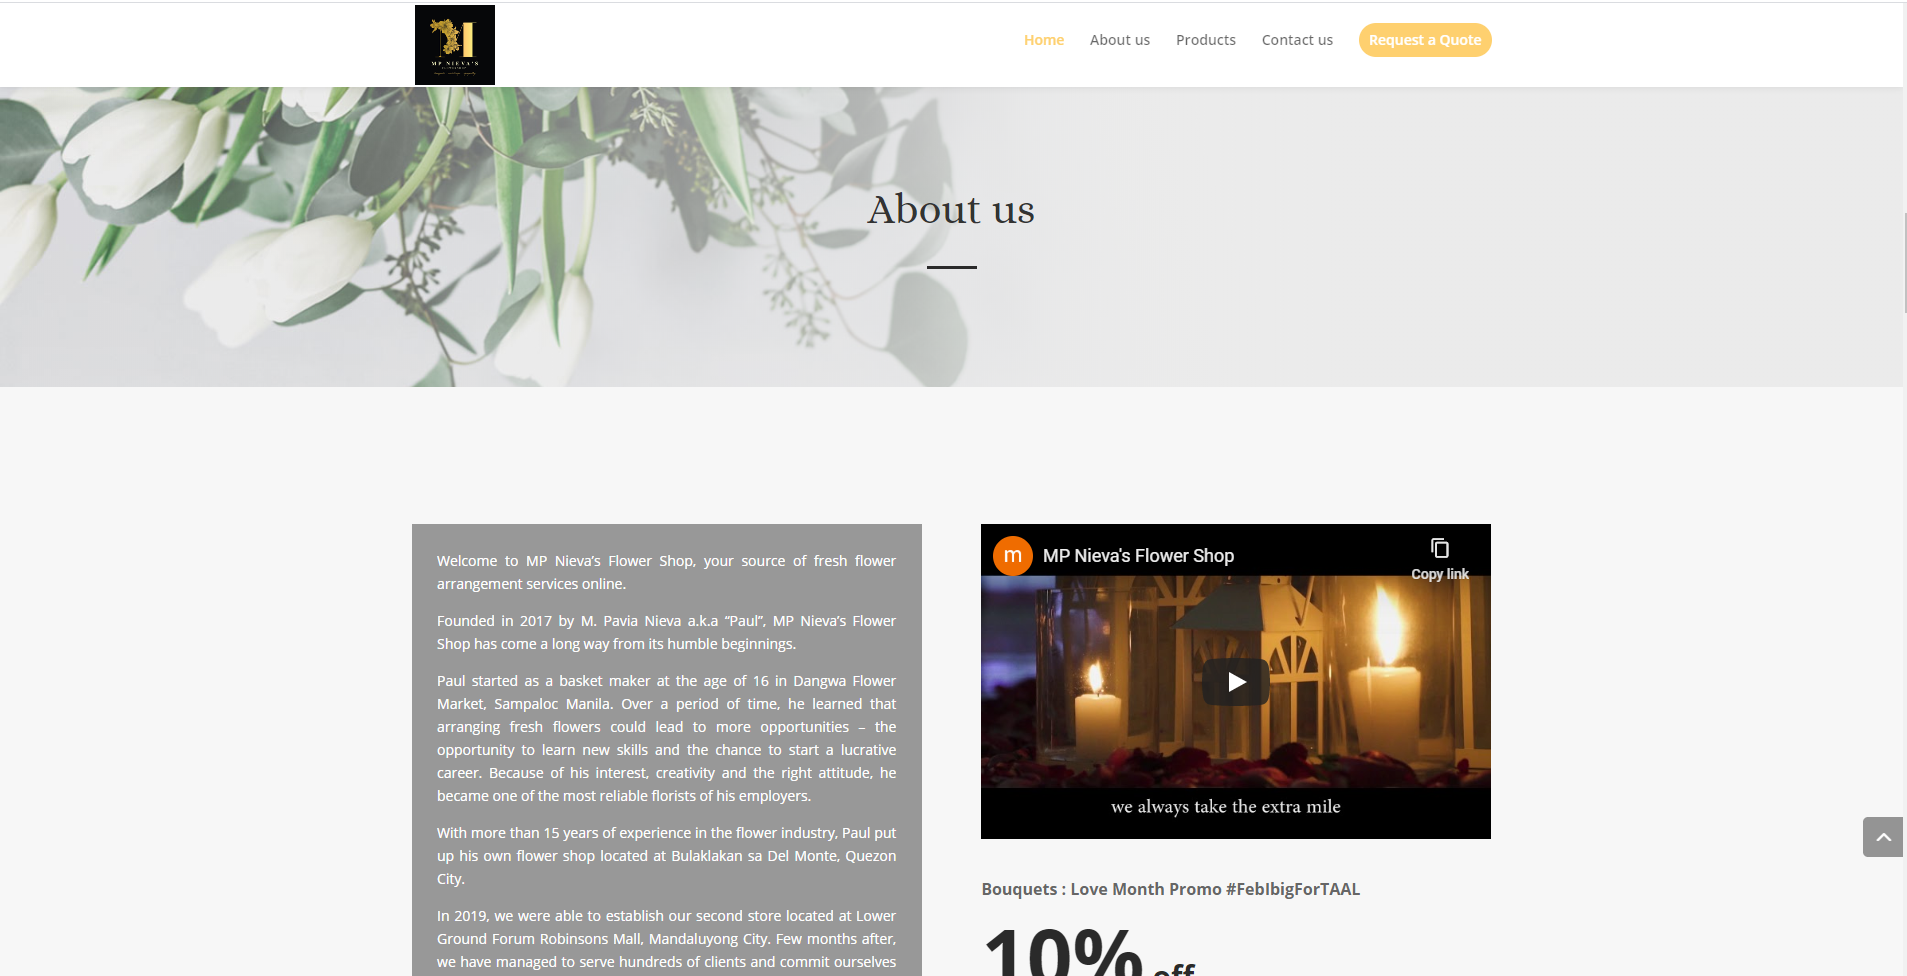 MP NIEVA'S
Home
About us
Products
Contact us
Request a Quote
About us
Welcome to MP Nieva’s Flower Shop, your source of fresh flower
arrangement services online.
Founded in 2017 by M. Pavia Nieva a.k.a “Paul”, MP Nieva’s Flower
Shop has come a long way from its humble beginnings.
Paul started as a basket maker at the age of 16 in Dangwa Flower
Market, Sampaloc Manila. Over a period of time, he learned that
arranging fresh flowers could lead to more opportunities – the
opportunity to learn new skills and the chance to start a lucrative
career. Because of his interest, creativity and the right attitude, he
became one of the most reliable florists of his employers.
With more than 15 years of experience in the flower industry, Paul put
up his own flower shop located at Bulaklakan sa Del Monte, Quezon
City.
In 2019, we were able to establish our second store located at Lower
Ground Forum Robinsons Mall, Mandaluyong City. Few months after,
we have managed to serve hundreds of clients and commit ourselves
m
MP Nieva's Flower Shop
Copy link
we always take the extra mile
Bouquets : Love Month Promo #FebIbigForTAAL
10% off